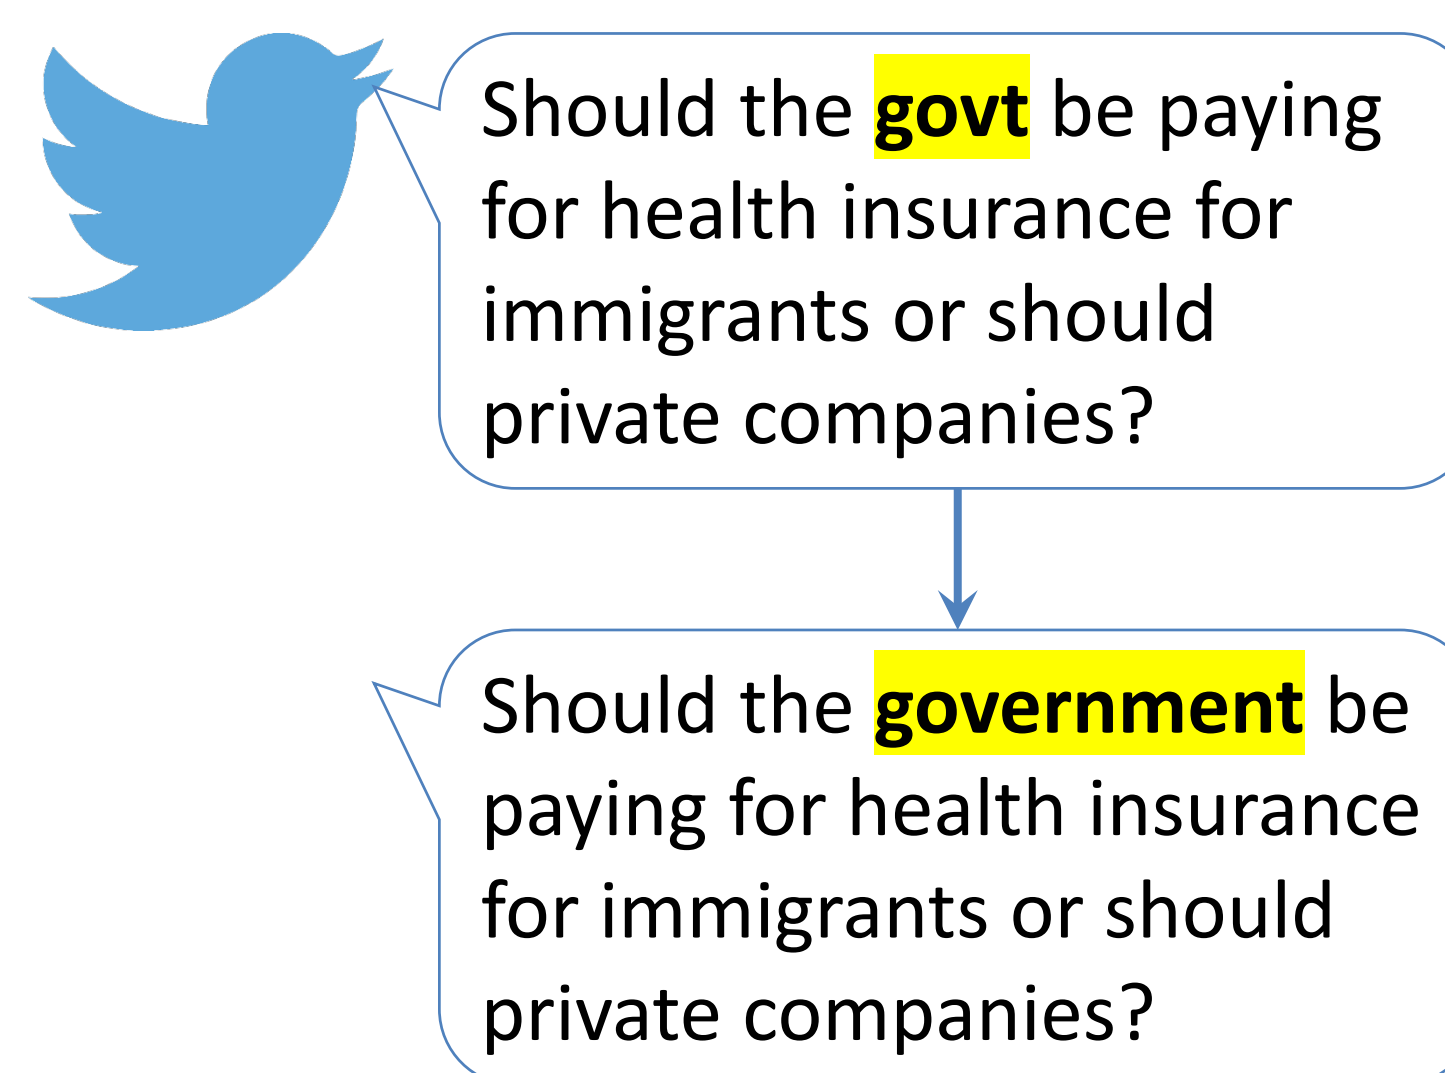 Should the govt be paying
for health insurance for
immigrants or should
private companies?
Should the government be
paying for health insurance
for immigrants or should
private companies?